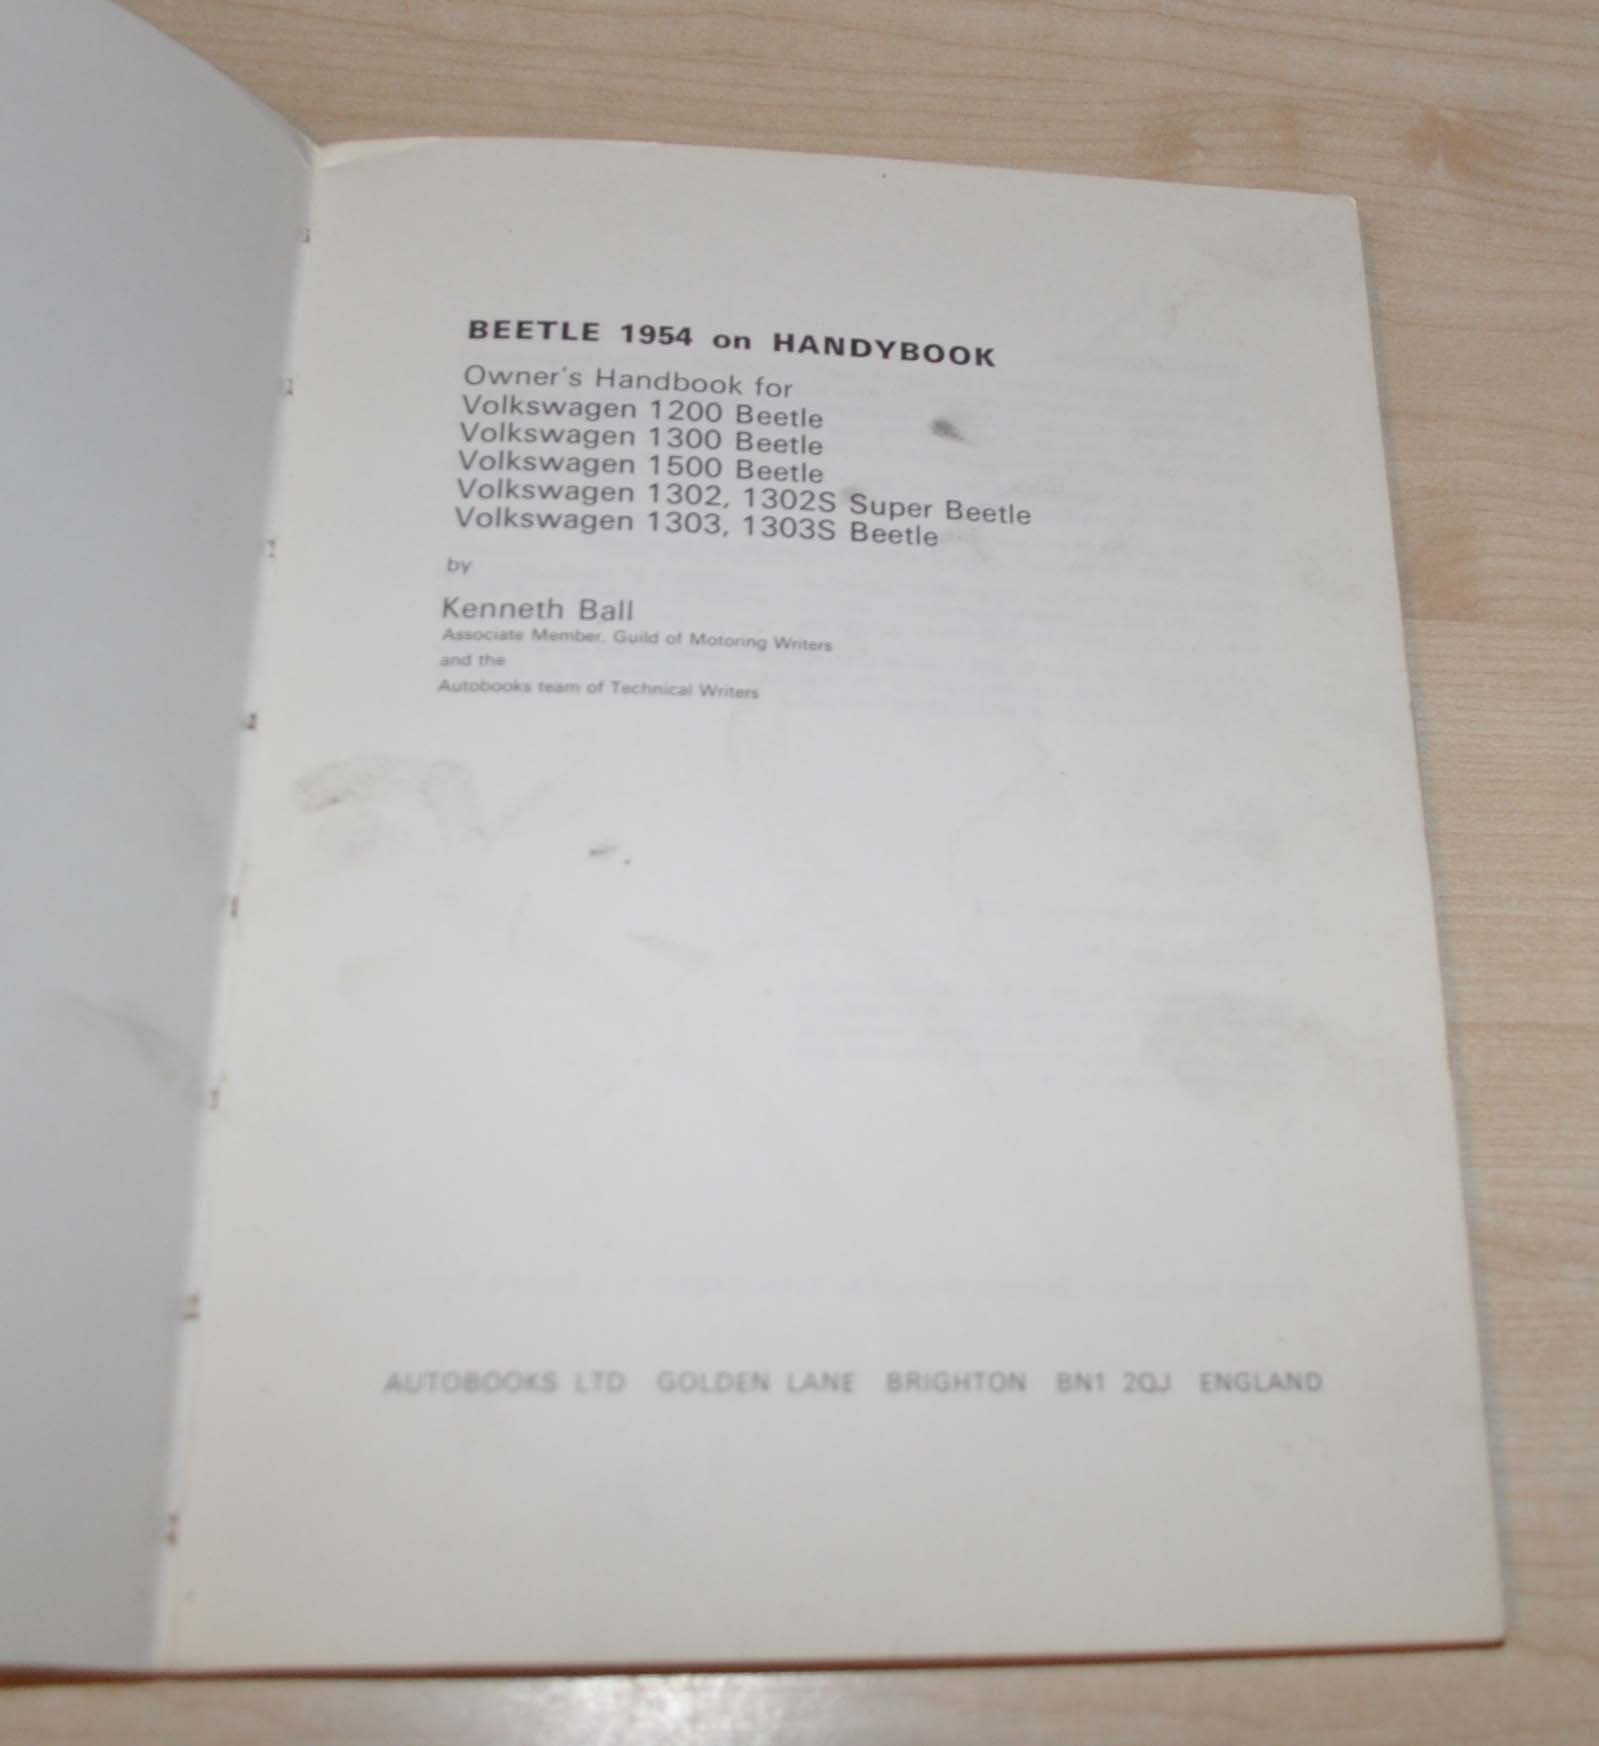 BEETLE 1954 on HANDYBOOK
Owner's Handbook for
Volkswagen 1200 Beetle
Volkswagen 1300 Beetle
Volkswagen 1500 Beetle
Volkswagen 1302, 1302S Super Beetle
Volkswagen 1303, 1303S Beetle
by
Kenneth Ball
Associate Member, Guild of Motoring Writers
and the
Autobooks team of Technical Writers
AUTOBOOKS LTD GOLDEN LANE BRIGHTON BN1 2QJ ENGLAND